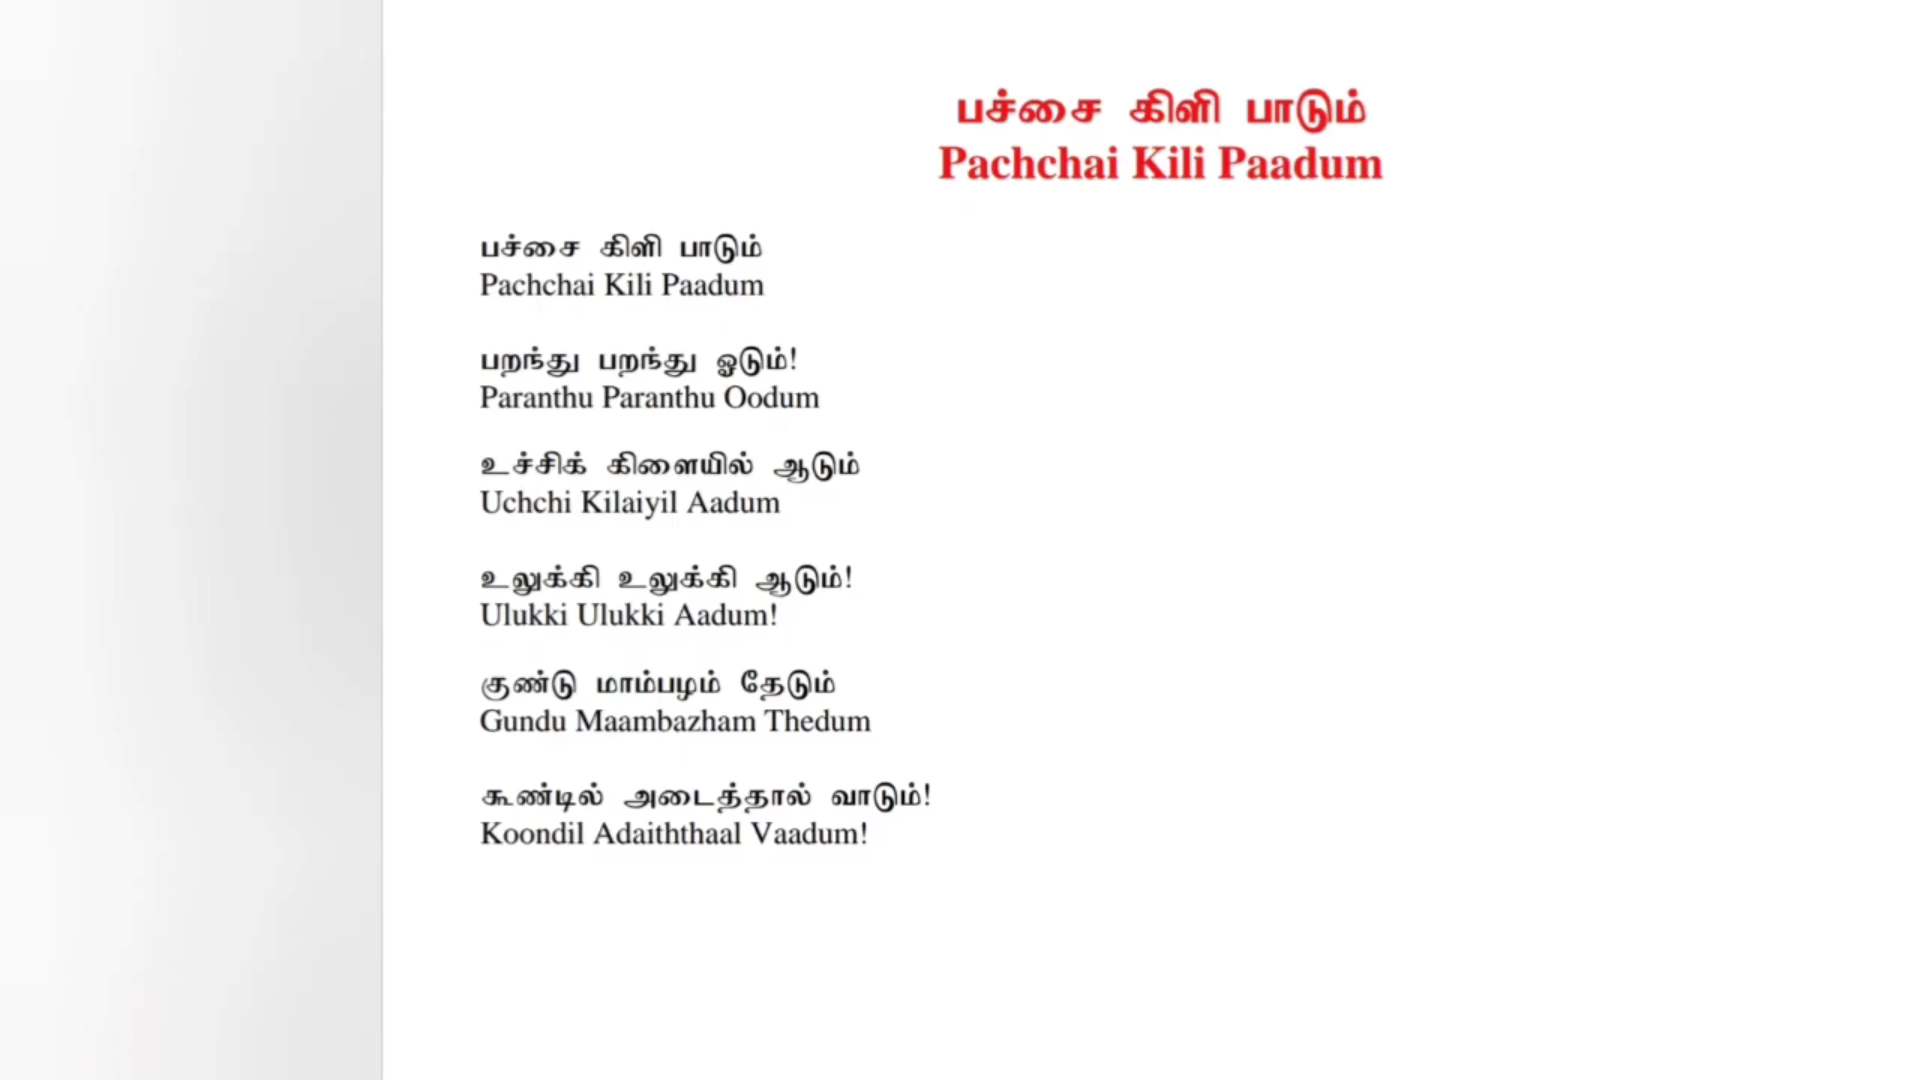 பச்சை கிளி பாடும்
Pachchai Kili Paadum
பச்சை கிளி பாடும்
Pachchai Kili Paadum
பறந்து பறந்து ஓடும்!
Paranthu Paranthu Oodum
உச்சிக் கிளையில் ஆடும்
Uchchi Kilaiyil Aadum
உலுக்கி உலுக்கி ஆடும்!
Ulukki Ulukki Aadum!
குண்டு மாம்பழம் தேடும்
Gundu Maambazham Thedum
கூண்டில் அடைத்தால் வாடும்!
Koondil Adaiththaal Vaadum!